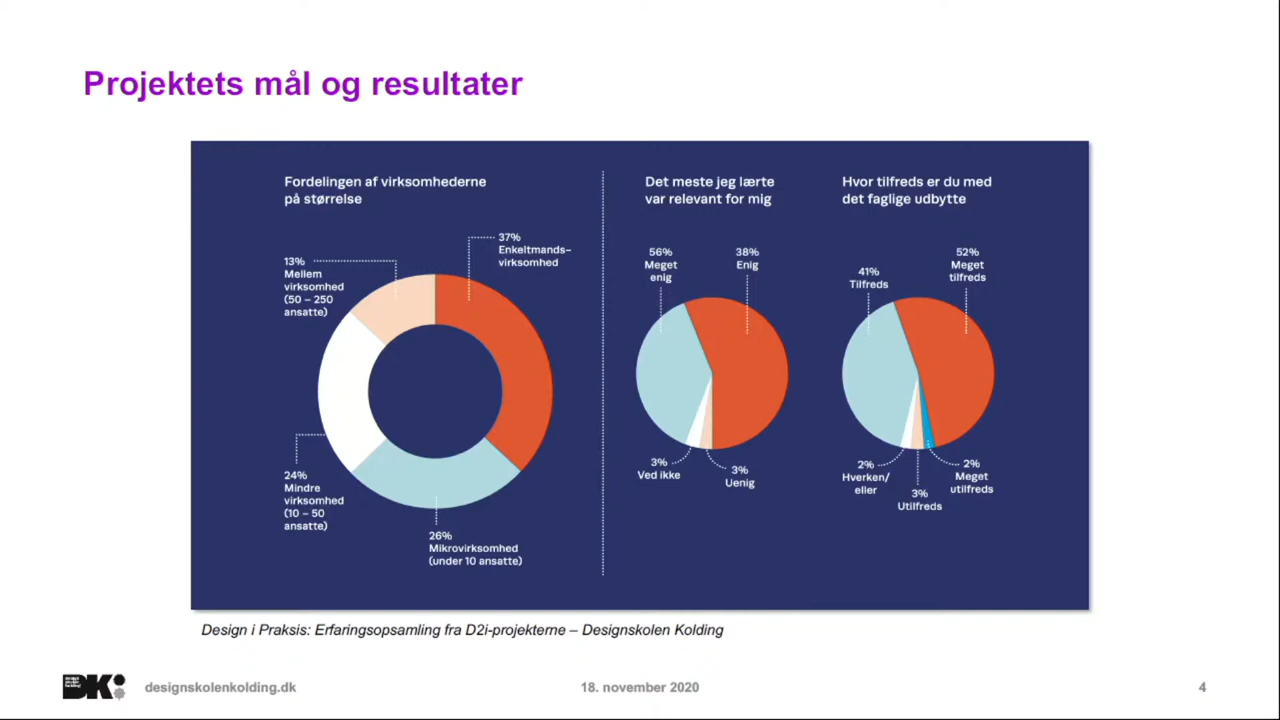 Projektets mål og resultater
Fordelingen af virksomhederne
på størrelse
37%
Enkeltmands-
virksomhed
13%
Mellem
virksomhed
(50 – 250
ansatte)
24%
Mindre
virksomhed
(10 – 50
ansatte)
26%
Mikrovirksomhed
(under 10 ansatte)
Det meste jeg lærte
var relevant for mig
56%
Meget
enig
38%
Enig
3%
Ved ikke
3%
Uenig
Hvor tilfreds er du med
det faglige udbytte
41%
Tilfreds
52%
Meget
tilfreds
2%
Hverken/
eller
3%
Utilfreds
2%
Meget
utilfreds
Design i Praksis: Erfaringsopsamling fra D2i-projekterne – Designskolen Kolding
DK:
designskolenkolding.dk
18. november 2020
4